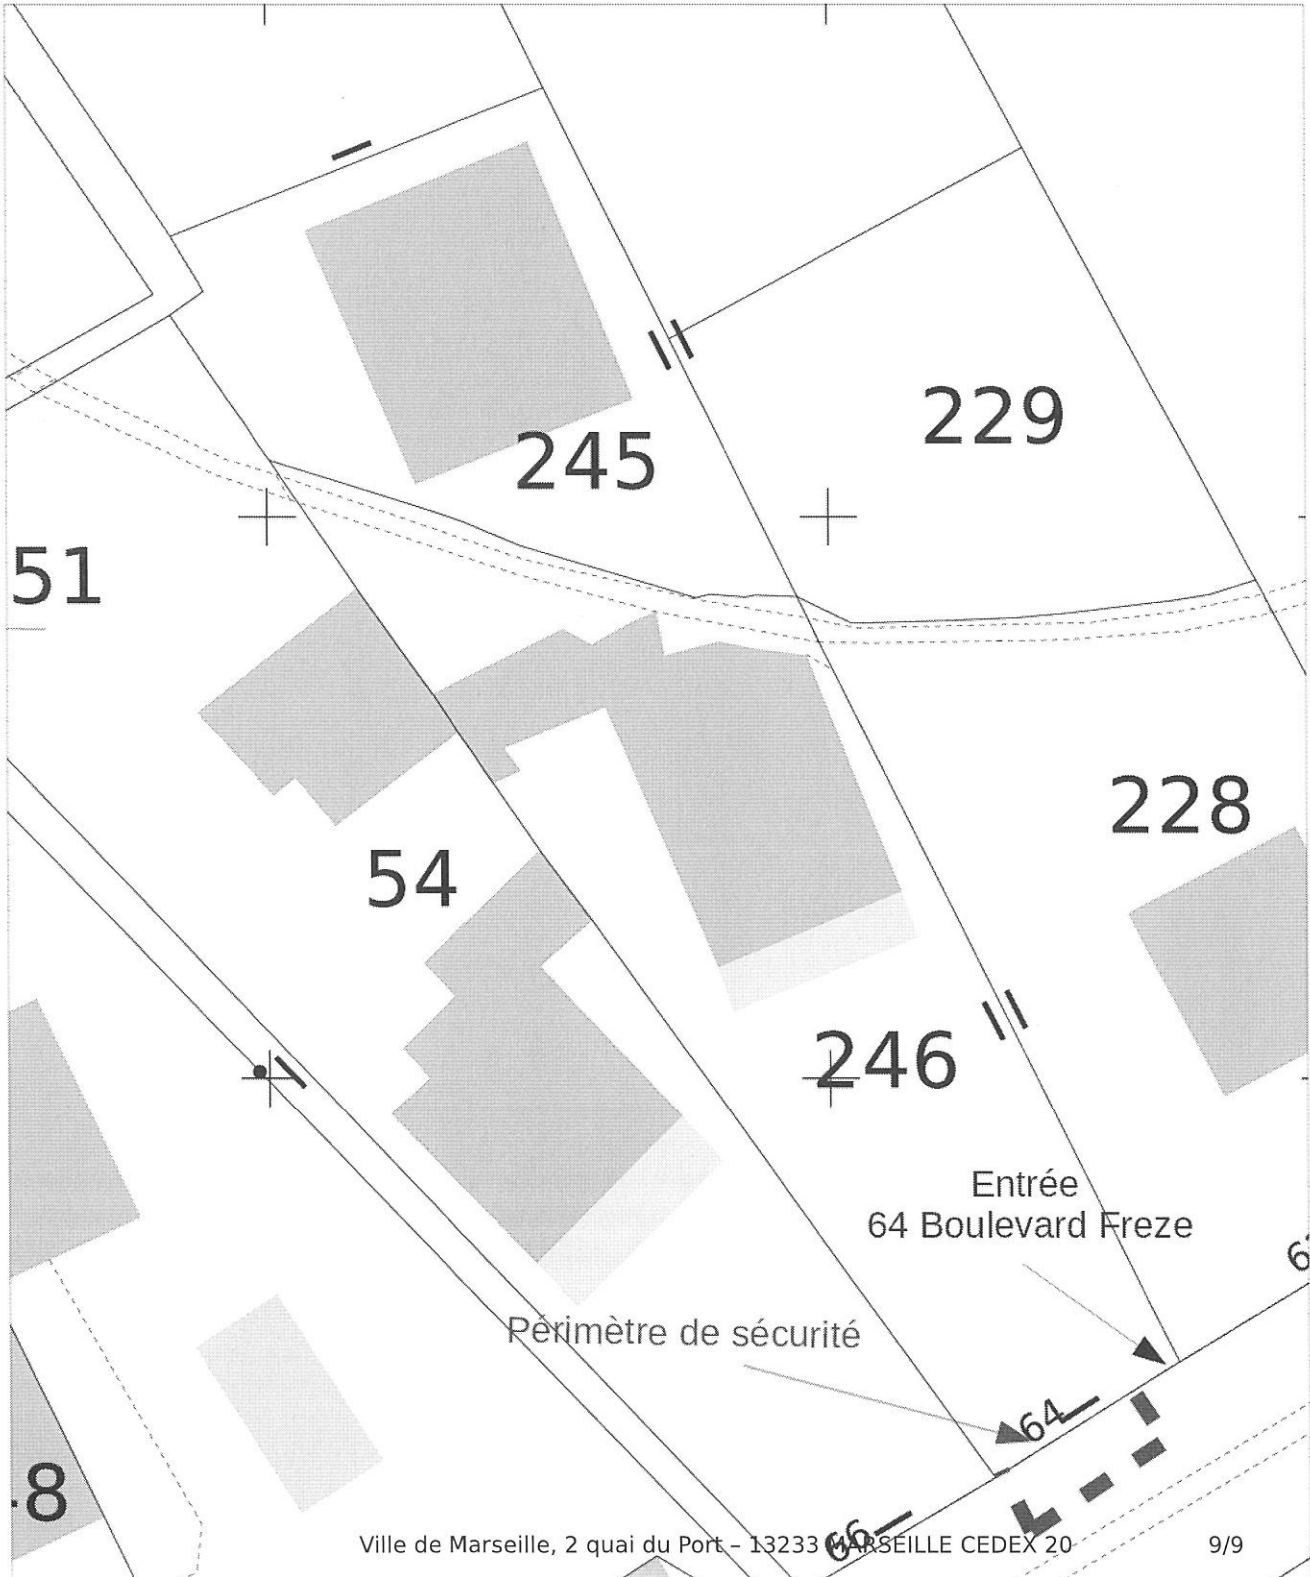 245
229
51
228
54
246
Entrée
64 Boulevard Freze
Périmètre de sécurité
64
8
66
Ville de Marseille, 2 quai du Port – 13233 MARSEILLE CEDEX 20 9/9